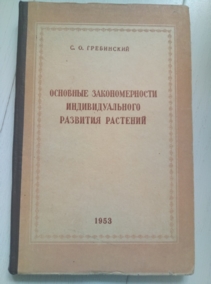 С. О. ГРЕБИНСКИЙ
ОСНОВНЫЕ ЗАКОНОМЕРНОСТИ
ИНДИВИДУАЛЬНОГО
РАЗВИТИЯ РАСТЕНИЙ
1953